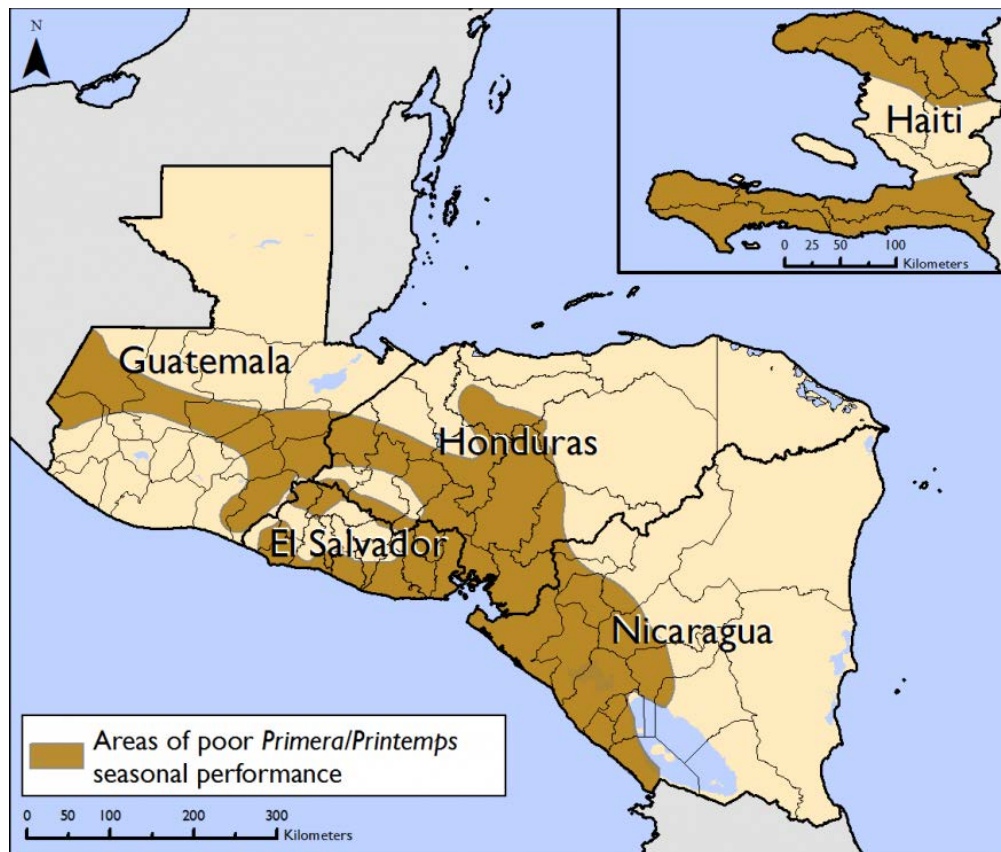 N
Haiti
0 25 50 100
Kilometers
Guatemala
Honduras
El Salvador
Nicaragua
Areas of poor Primera/Printemps
seasonal performance
0 50 100 200 300
Kilometers